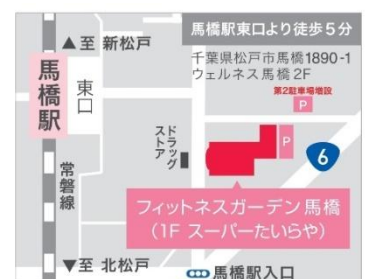 馬橋駅東口より徒歩5分
▲至 新松戸
千葉県松戸市馬橋1890-1
ウェルネス馬橋 2F
第2駐車場増設
P
馬橋駅
東口
ドラッグ
ストア
P
6
常磐線
フィットネスガーデン馬橋
(1F スーパーたいらや)
▼至 北松戸
馬橋駅入口